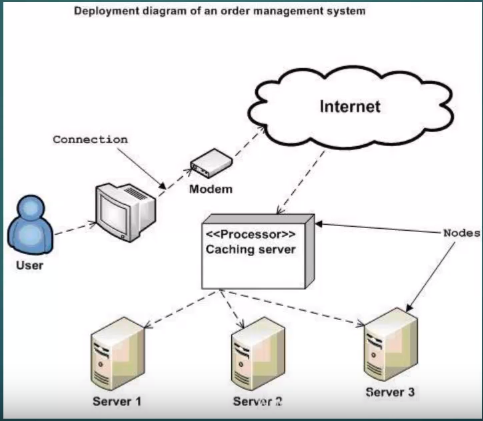 Deployment diagram of an order management system
Internet
Connection
Modem
<<Processor>>
Caching server
Nodes
User
Server 1
Server 2
Server 3